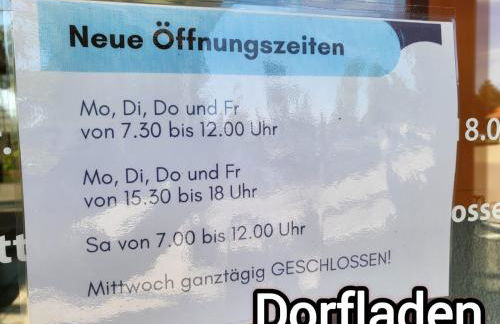 Neue Öffnungszeiten
Mo, Di, Do und Fr
von 7.30 bis 12.00 Uhr
Mo, Di, Do und Fr
von 15.30 bis 18 Uhr
Sa von 7.00 bis 12.00 Uhr
Mittwoch ganztägig GESCHLOSSEN!
Dorfladen